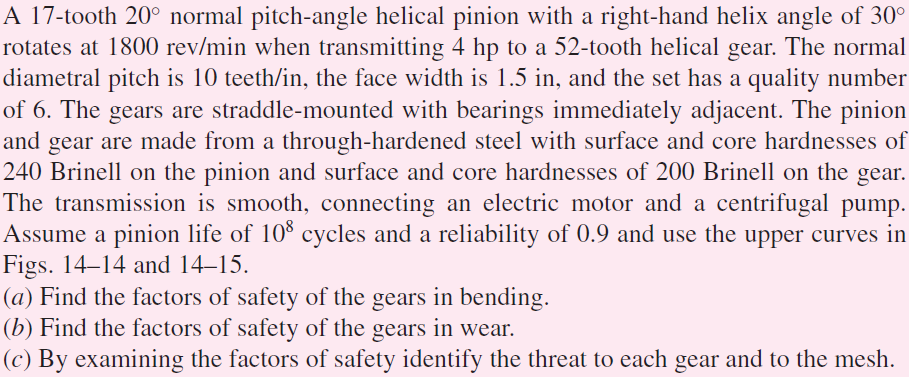 A 17-tooth 20° normal pitch-angle helical pinion with a right-hand helix angle of 30°
rotates at 1800 rev/min when transmitting 4 hp to a 52-tooth helical gear. The normal
diametral pitch is 10 teeth/in, the face width is 1.5 in, and the set has a quality number
of 6. The gears are straddle-mounted with bearings immediately adjacent. The pinion
and gear are made from a through-hardened steel with surface and core hardnesses of
240 Brinell on the pinion and surface and core hardnesses of 200 Brinell on the gear.
The transmission is smooth, connecting an electric motor and a centrifugal pump.
Assume a pinion life of 10⁸ cycles and a reliability of 0.9 and use the upper curves in
Figs. 14–14 and 14–15.
(a) Find the factors of safety of the gears in bending.
(b) Find the factors of safety of the gears in wear.
(c) By examining the factors of safety identify the threat to each gear and to the mesh.